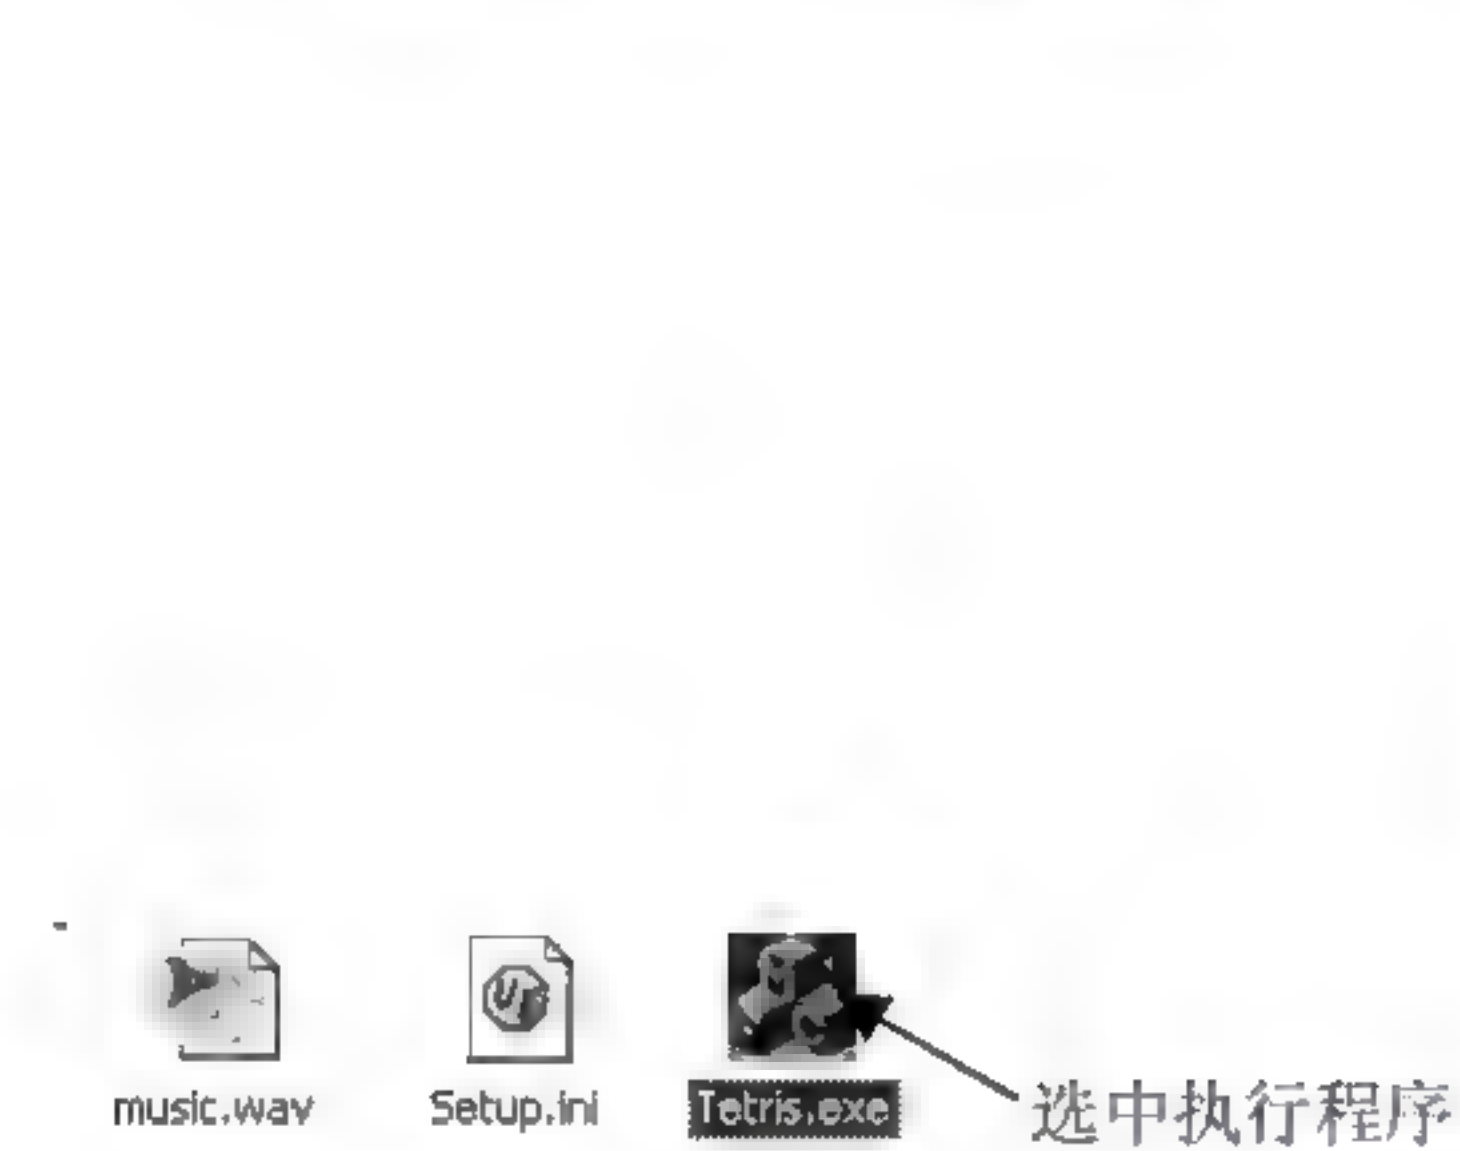 music.wav
Setup.ini
Tetris.exe
选中执行程序